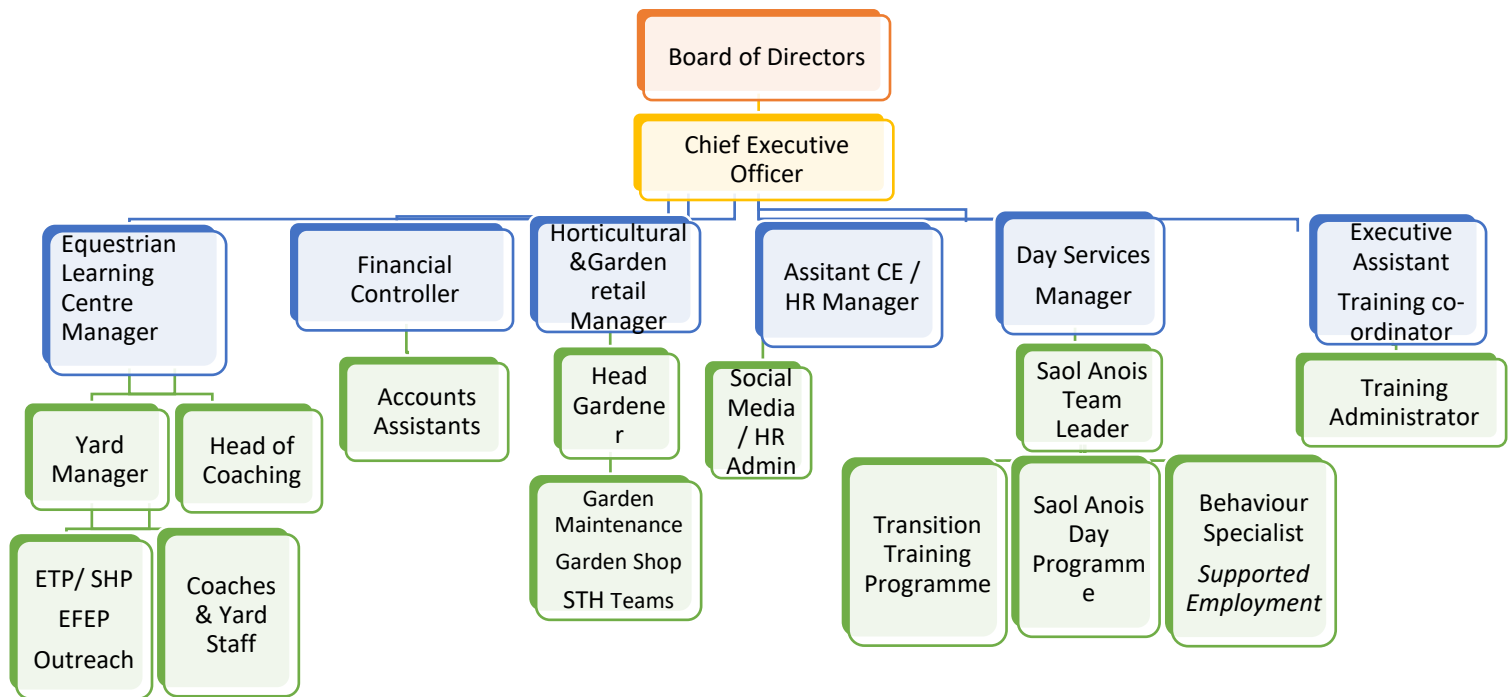 Board of Directors
Chief Executive
Officer
Equestrian
Learning
Centre
Manager
Financial
Controller
Horticultural
&Garden
retail
Manager
Assitant CE /
HR Manager
Day Services
Manager
Executive
Assistant
Training co-
ordinator
Yard
Manager
Head of
Coaching
Accounts
Assistants
Head
Gardene
r
Social
Media
/ HR
Admin
Saol Anois
Team
Leader
Training
Administrator
ETP/ SHP
EFEP
Outreach
Coaches
& Yard
Staff
Garden
Maintenance
Garden Shop
STH Teams
Transition
Training
Programme
Saol Anois
Day
Programm
e
Behaviour
Specialist
Supported
Employment